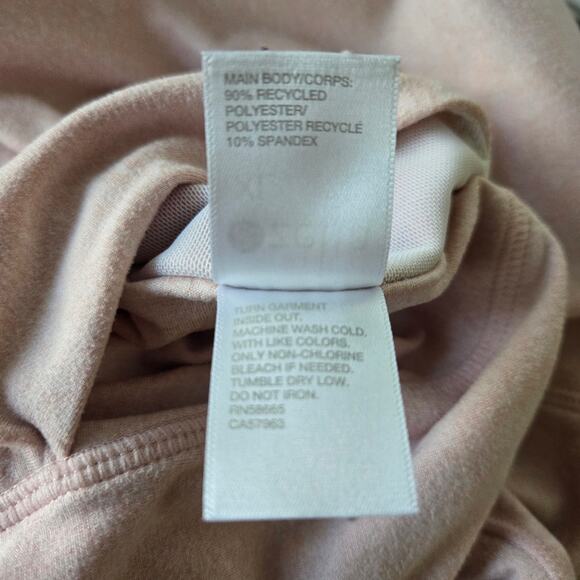 MAIN BODY/CORPS:
90% RECYCLED
POLYESTER/
POLYESTER RECYCLÉ
10% SPANDEX
TURN GARMENT
INSIDE OUT.
MACHINE WASH COLD,
WITH LIKE COLORS.
ONLY NON-CHLORINE
BLEACH IF NEEDED.
TUMBLE DRY LOW.
DO NOT IRON.
RN58665
CA57963